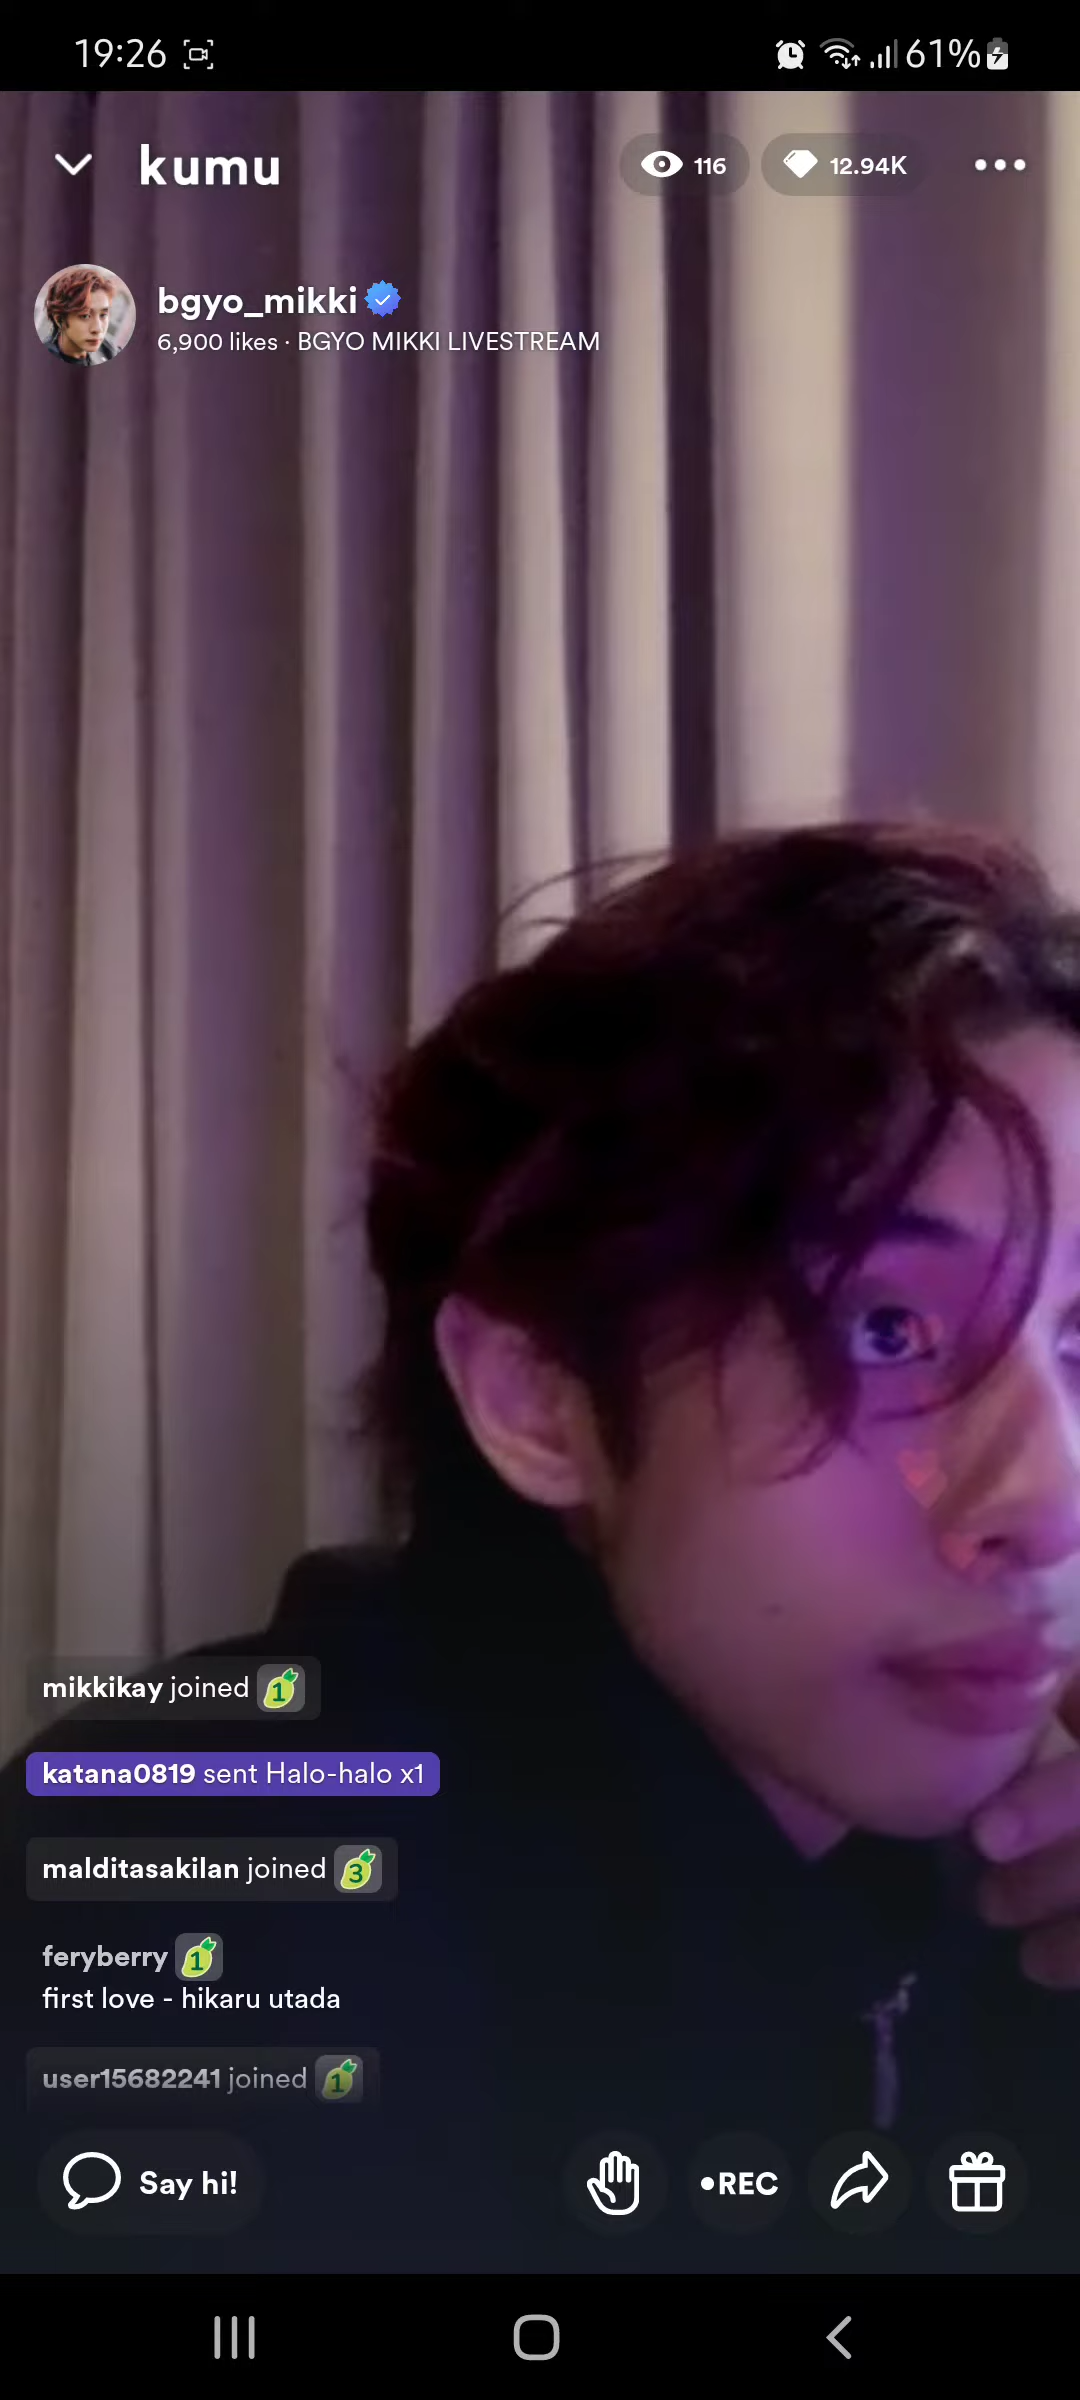 19:26
61%
kumu
116
12.94K
bgyo_mikki
6,900 likes · BGYO MIKKI LIVESTREAM
mikkikay joined 1
katana0819 sent Halo-halo x1
malditasakilan joined 3
feryberry 1
first love - hikaru utada
user15682241 joined 1
Say hi!
•REC